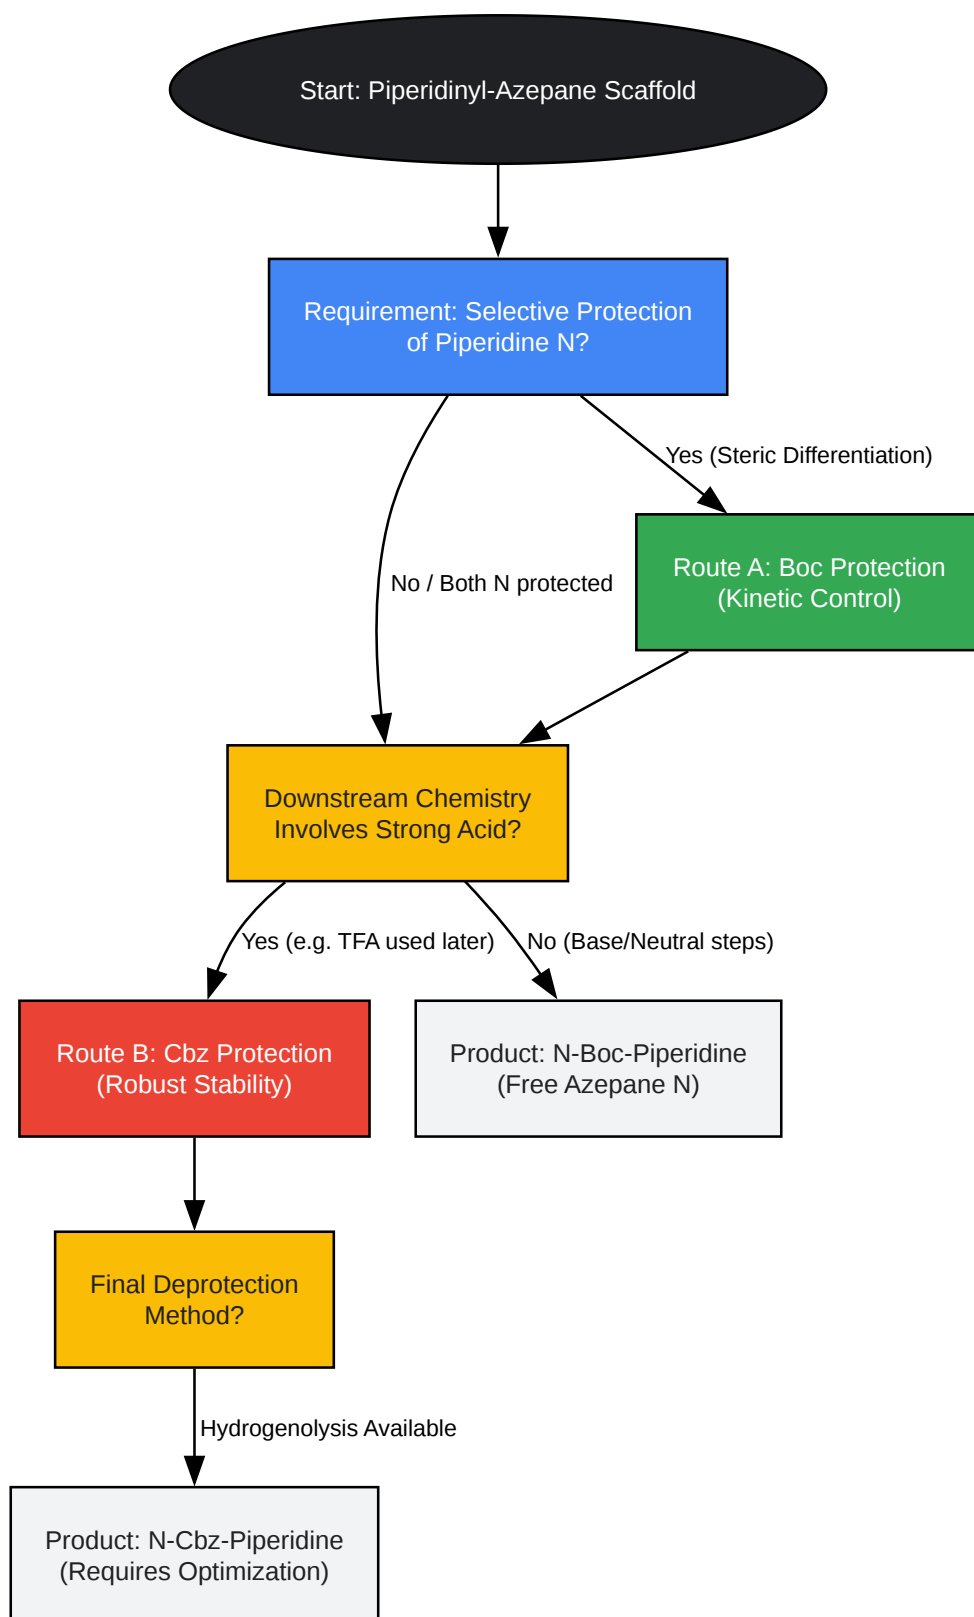 Start: Piperidinyl-Azepane Scaffold
Requirement: Selective Protection
of Piperidine N?
Yes (Steric Differentiation)
Route A: Boc Protection
(Kinetic Control)
No / Both N protected
Downstream Chemistry
Involves Strong Acid?
Yes (e.g. TFA used later)
No (Base/Neutral steps)
Route B: Cbz Protection
(Robust Stability)
Product: N-Boc-Piperidine
(Free Azepane N)
Final Deprotection
Method?
Hydrogenolysis Available
Product: N-Cbz-Piperidine
(Requires Optimization)